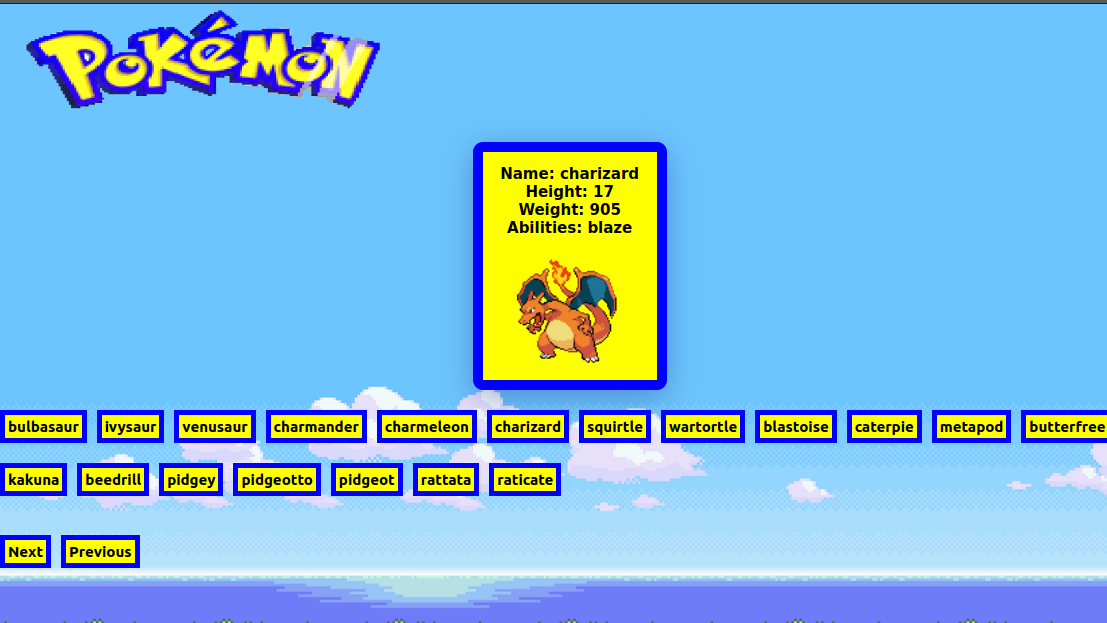 Pokémon
Name: charizard
Height: 17
Weight: 905
Abilities: blaze
bulbasaur ivysaur venusaur charmander charmeleon charizard squirtle wartortle blastoise caterpie metapod butterfree
kakuna beedrill pidgey pidgeotto pidgeot rattata raticate
Next Previous